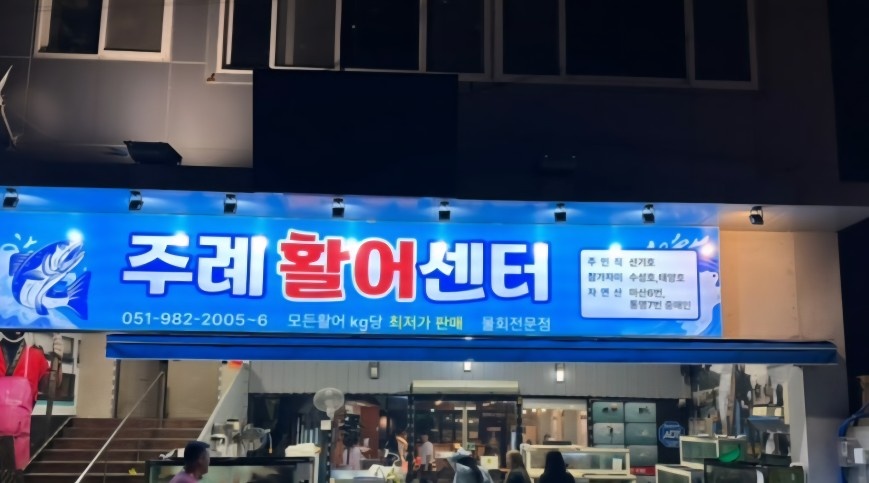 주례 활어센터
051-982-2005~6 모든활어 kg당 최저가 판매 물회전문점
주 인 직 선기호
참가자미 수성호,태양호
자 연 산 마산6번,
통영7번 중매인